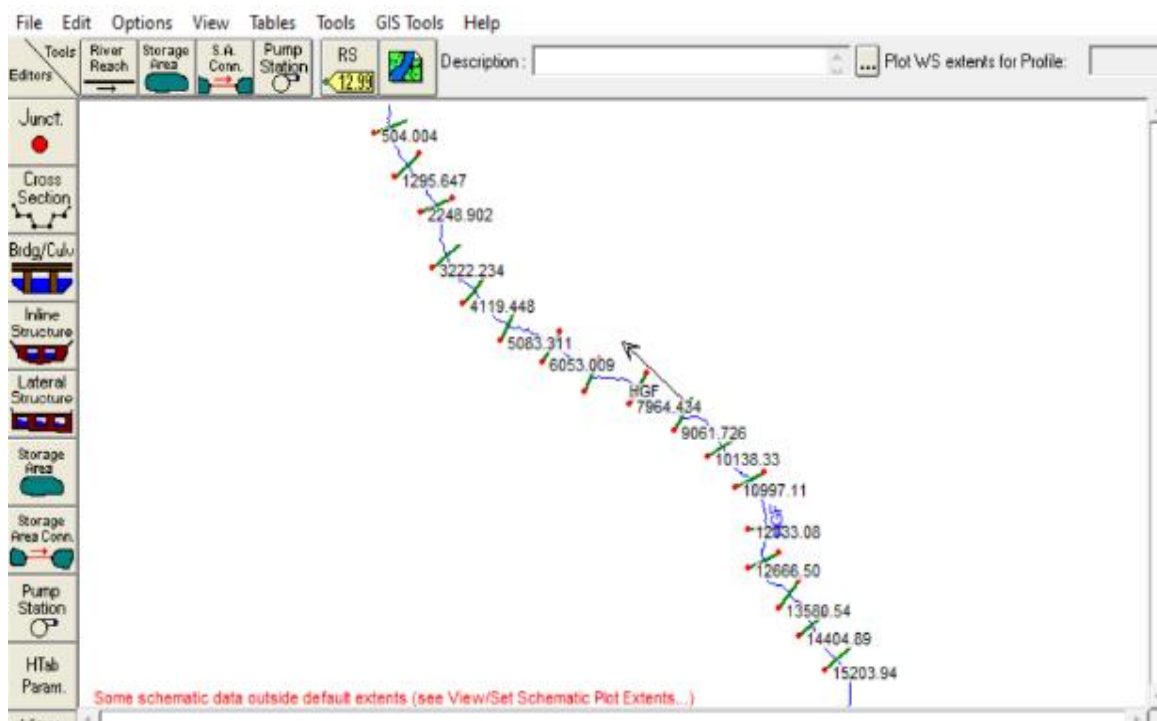 File Edit Options View Tables Tools GIS Tools Help
Tools
Editors
River Reach
Storage Area
S.A. Conn.
Pump Station
RS
12.99
Description :
...
Plot WS extents for Profile:
Junct.
Cross Section
Brdg/Culv
Inline Structure
Lateral Structure
Storage Area
Storage Area Conn.
Pump Station
HTab Param.
504.004
1295.647
2248.902
3222.234
4119.448
5083.311
6053.009
HGF
7964.434
9061.726
10138.33
10997.11
12666.50
13580.54
14404.89
15203.94
Some schematic data outside default extents (see View/Set Schematic Plot Extents...)